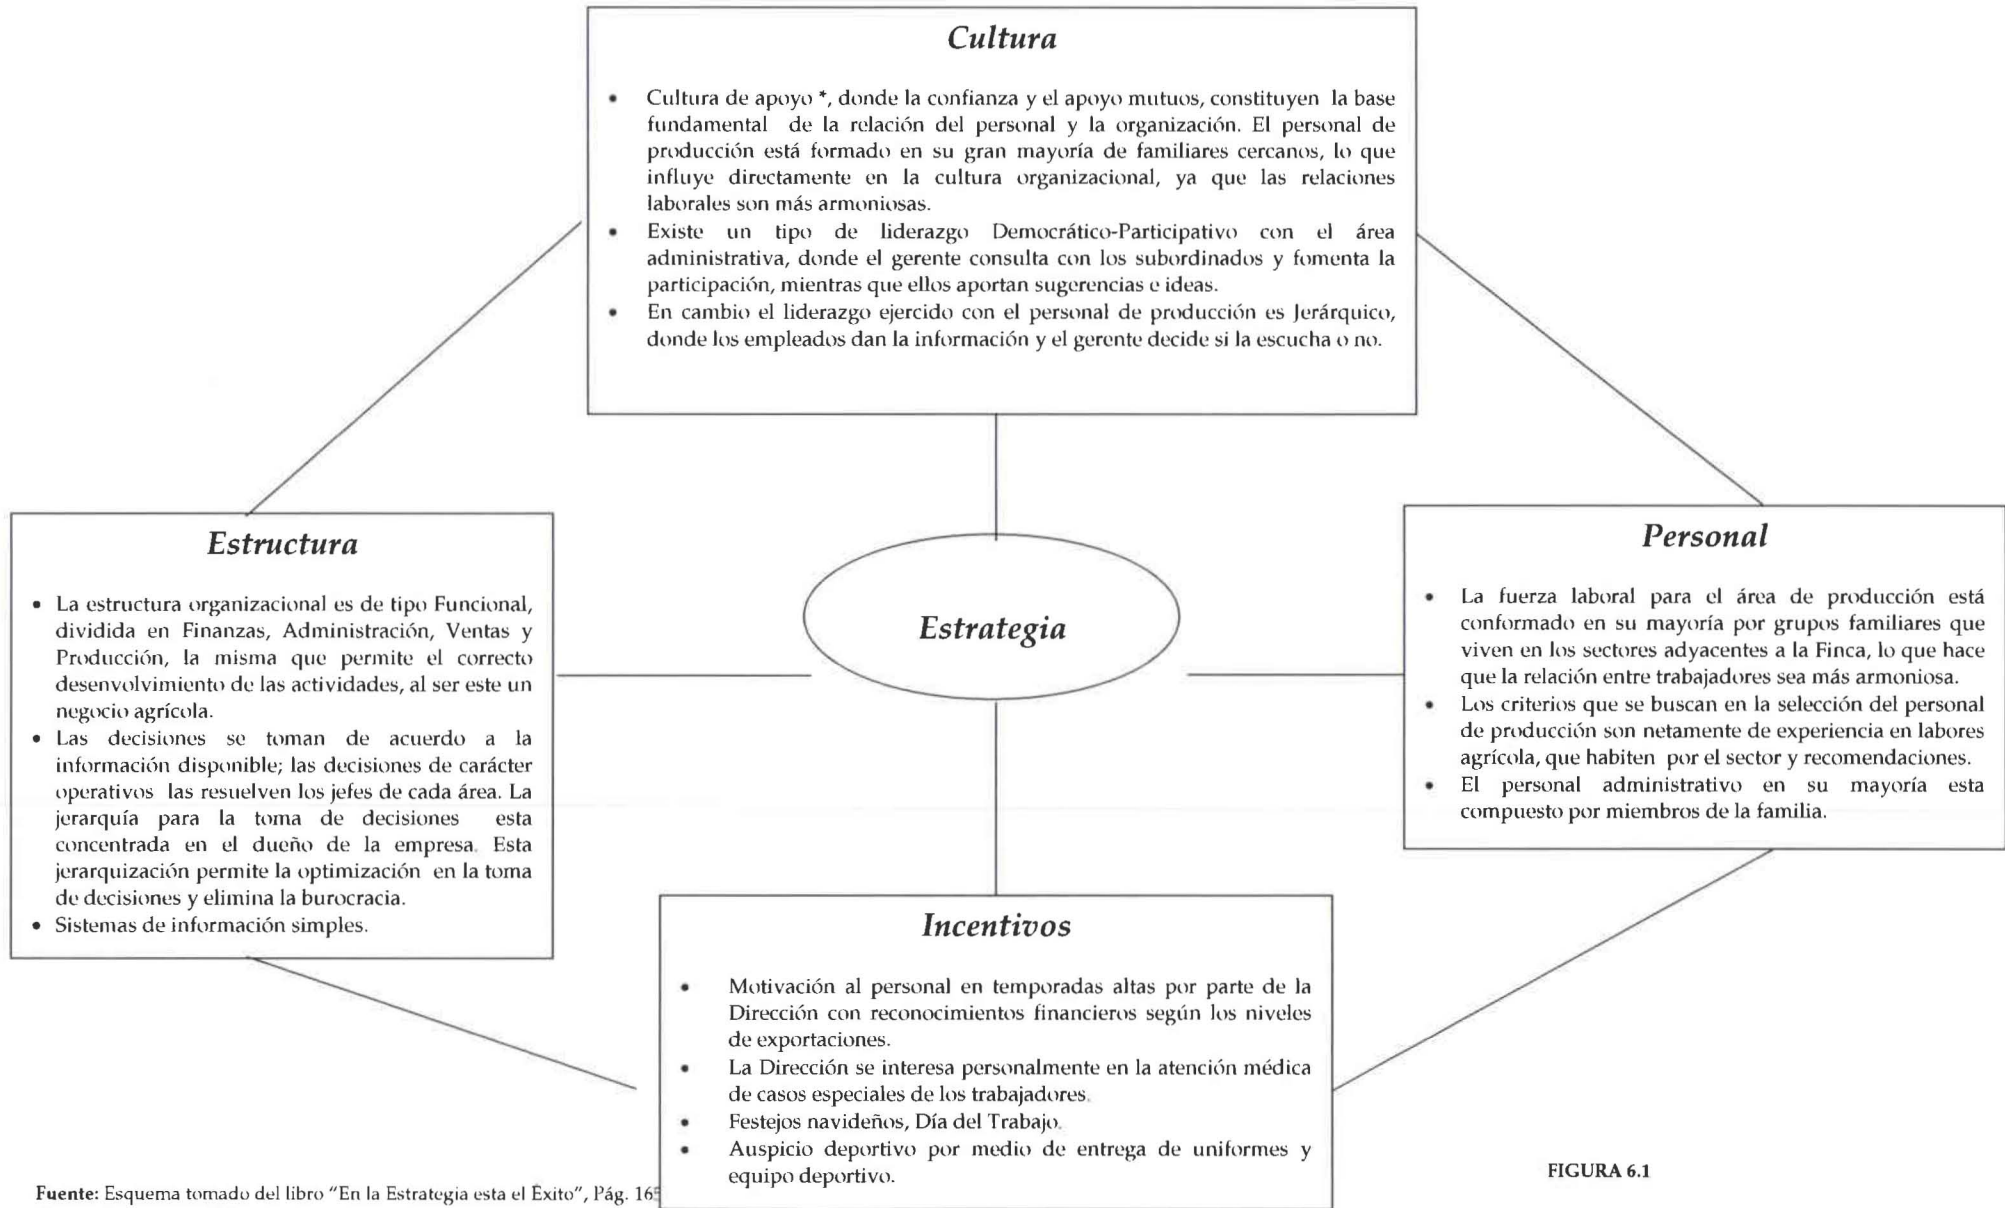 Cultura
• Cultura de apoyo *, donde la confianza y el apoyo mutuos, constituyen la base
fundamental de la relación del personal y la organización. El personal de
producción está formado en su gran mayoría de familiares cercanos, lo que
influye directamente en la cultura organizacional, ya que las relaciones
laborales son más armoniosas.
• Existe un tipo de liderazgo Democrático-Participativo con el área
administrativa, donde el gerente consulta con los subordinados y fomenta la
participación, mientras que ellos aportan sugerencias e ideas.
• En cambio el liderazgo ejercido con el personal de producción es Jerárquico,
donde los empleados dan la información y el gerente decide si la escucha o no.
Estructura
• La estructura organizacional es de tipo Funcional,
dividida en Finanzas, Administración, Ventas y
Producción, la misma que permite el correcto
desenvolvimiento de las actividades, al ser este un
negocio agrícola.
• Las decisiones se toman de acuerdo a la
información disponible; las decisiones de carácter
operativos las resuelven los jefes de cada área. La
jerarquía para la toma de decisiones esta
concentrada en el dueño de la empresa. Esta
jerarquización permite la optimización en la toma
de decisiones y elimina la burocracia.
• Sistemas de información simples.
Estrategia
Personal
• La fuerza laboral para el área de producción está
conformado en su mayoría por grupos familiares que
viven en los sectores adyacentes a la Finca, lo que hace
que la relación entre trabajadores sea más armoniosa.
• Los criterios que se buscan en la selección del personal
de producción son netamente de experiencia en labores
agrícola, que habiten por el sector y recomendaciones.
• El personal administrativo en su mayoría esta
compuesto por miembros de la familia.
Incentivos
• Motivación al personal en temporadas altas por parte de la
Dirección con reconocimientos financieros según los niveles
de exportaciones.
• La Dirección se interesa personalmente en la atención médica
de casos especiales de los trabajadores.
• Festejos navideños, Día del Trabajo.
• Auspicio deportivo por medio de entrega de uniformes y
equipo deportivo.
FIGURA 6.1
Fuente: Esquema tomado del libro "En la Estrategia esta el Éxito", Pág.